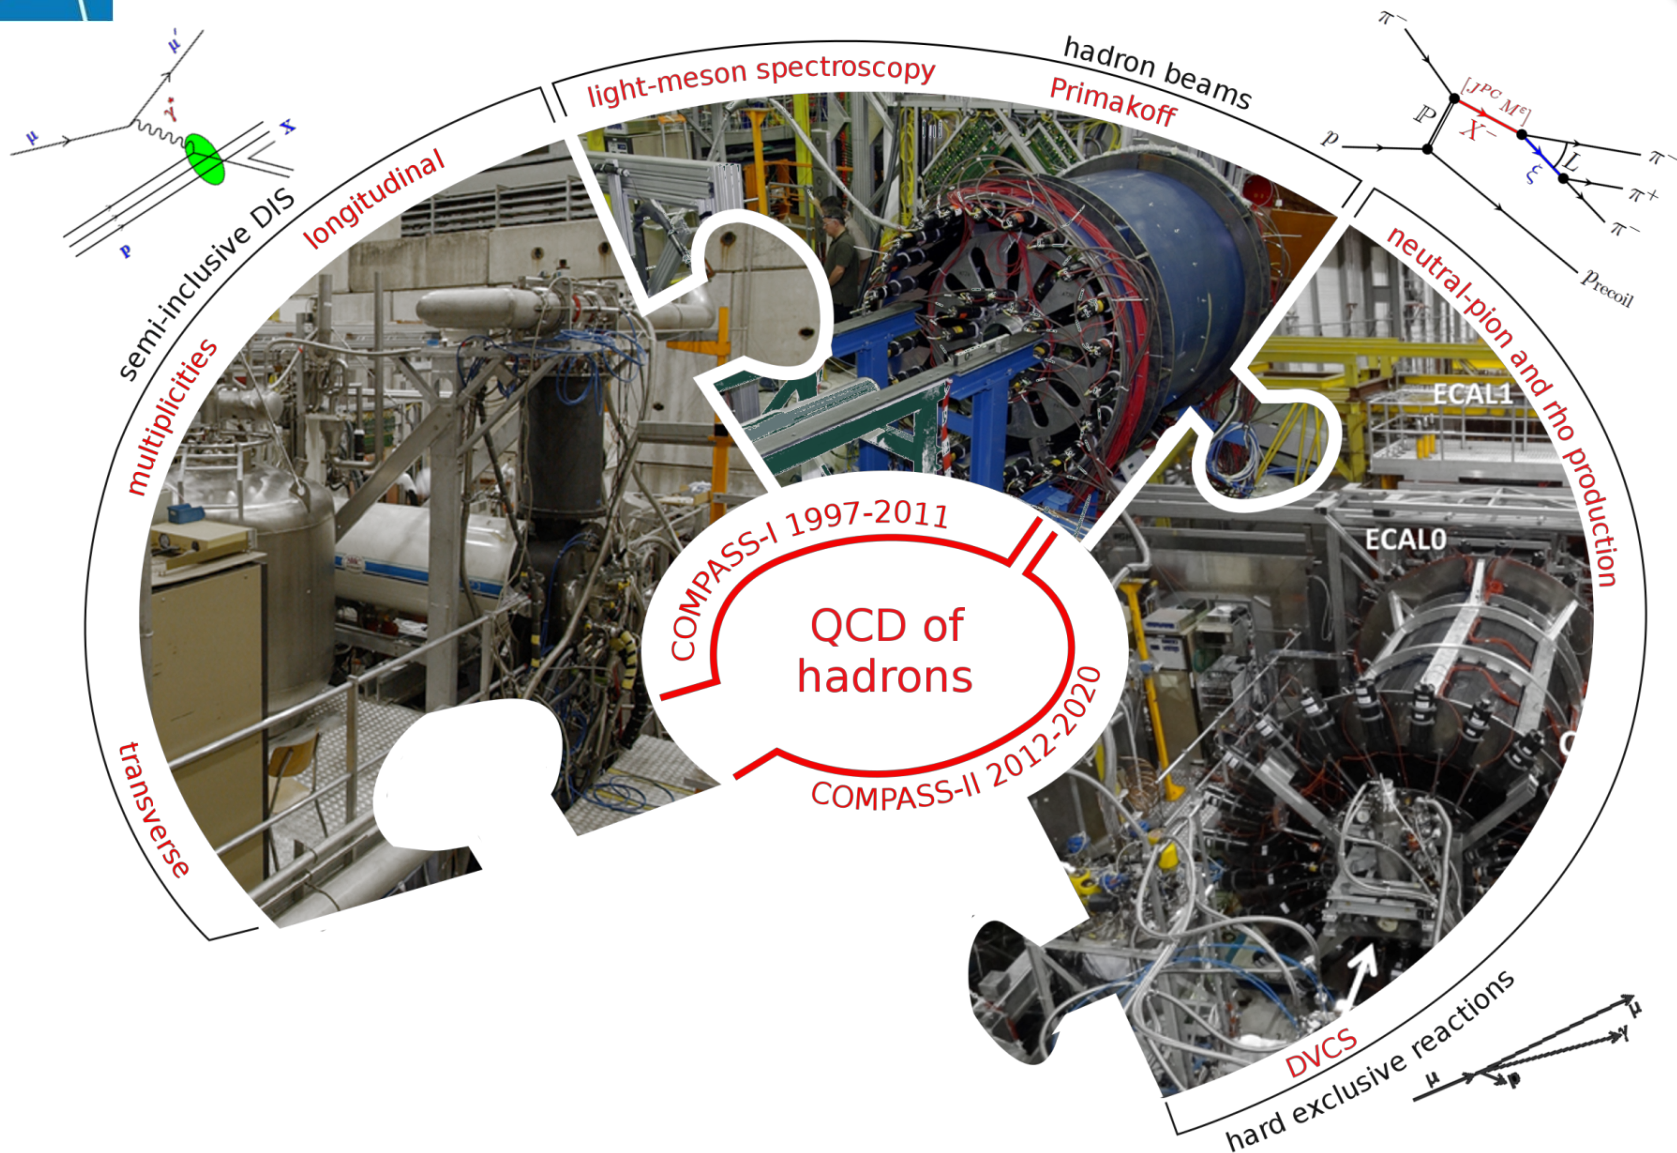 μ
μ′
γ*
X
P
semi-inclusive DIS
longitudinal
multiplicities
transverse
light-meson spectroscopy
hadron beams
Primakoff
π⁻
[J^{PC} M^ε]
ℙ
X⁻
p
L
ξ
π⁻
π⁺
π⁻
p_recoil
neutral-pion and rho production
ECAL1
ECAL0
C
COMPASS-I 1997-2011
QCD of
hadrons
COMPASS-II 2012-2020
DVCS
hard exclusive reactions
μ
μ
γ
p